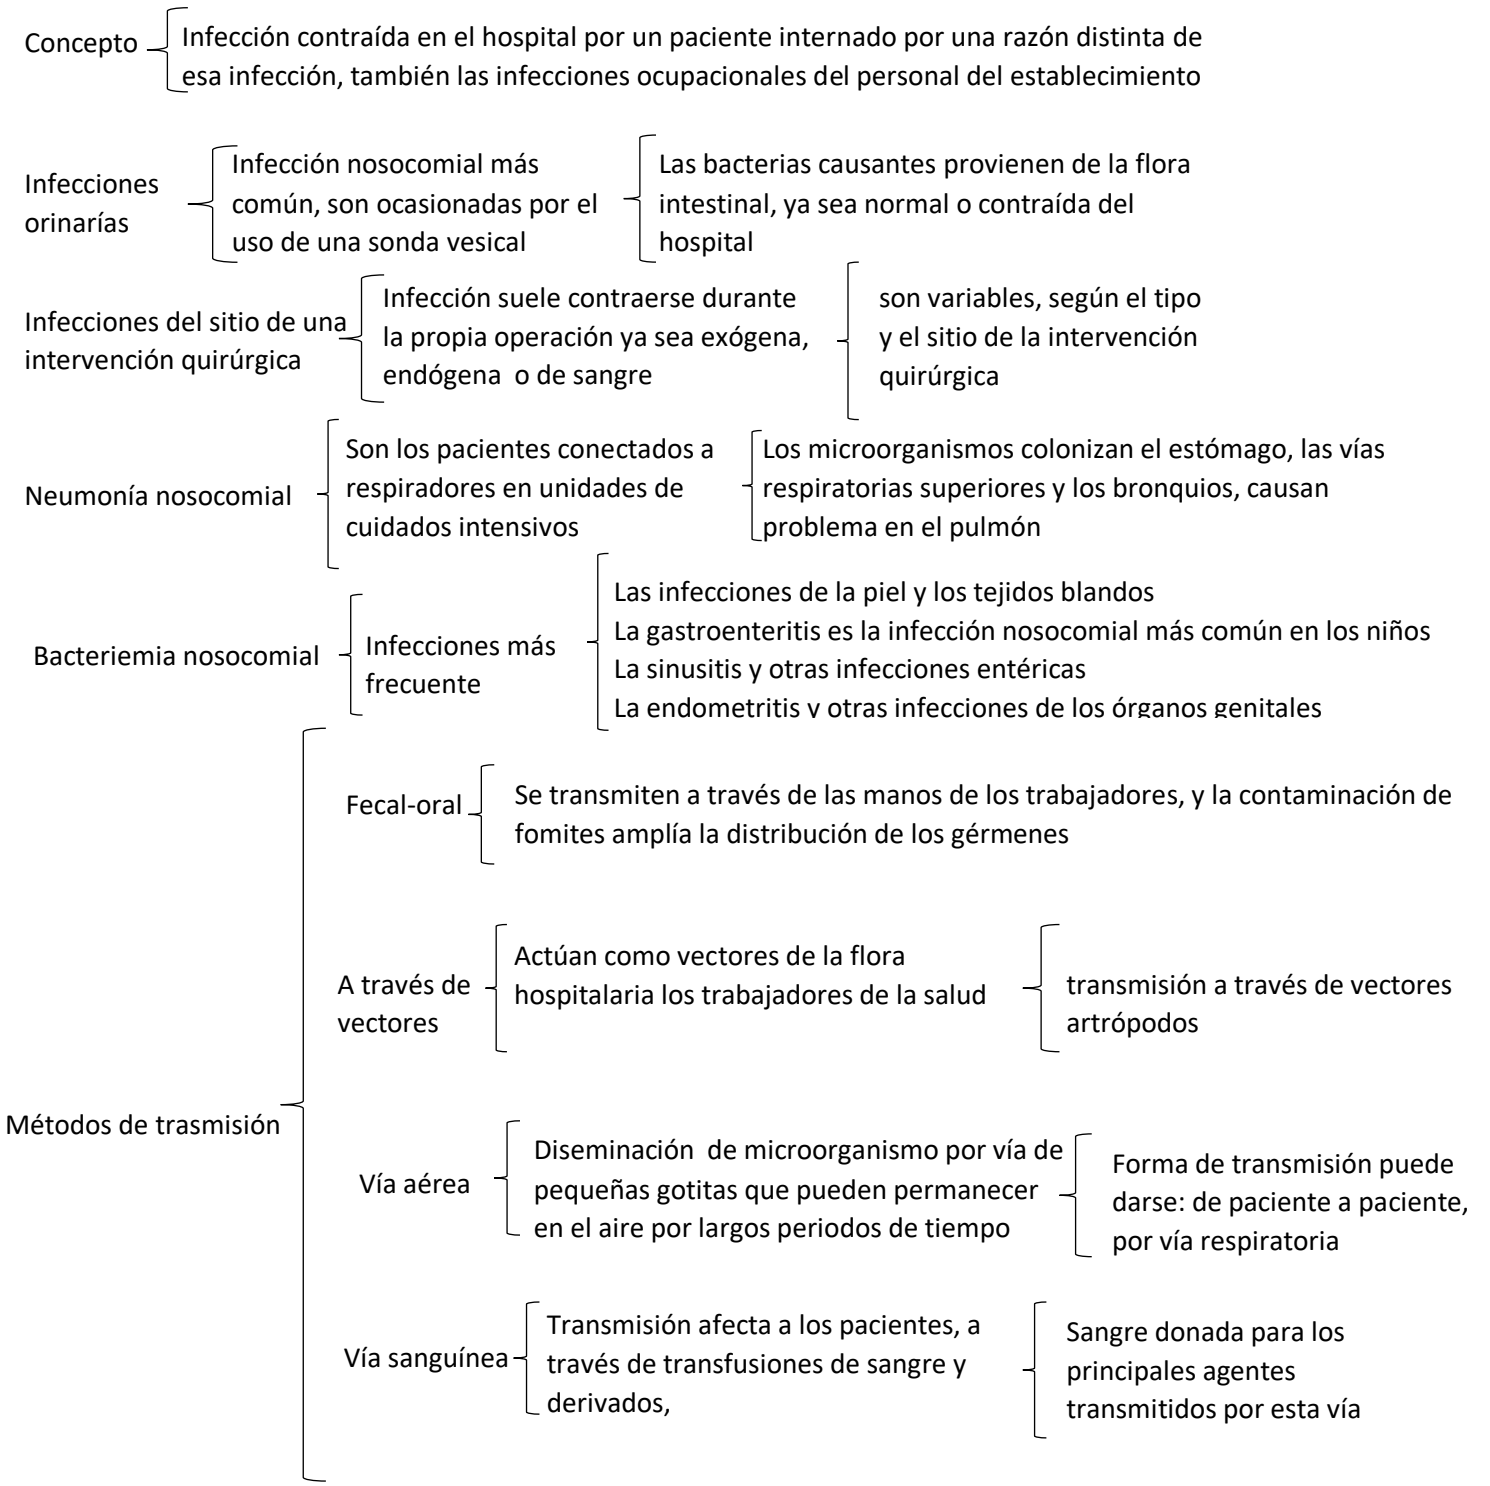 Concepto
Infección contraída en el hospital por un paciente internado por una razón distinta de
esa infección, también las infecciones ocupacionales del personal del establecimiento
Infecciones
orinarías
Infección nosocomial más
común, son ocasionadas por el
uso de una sonda vesical
Las bacterias causantes provienen de la flora
intestinal, ya sea normal o contraída del
hospital
Infecciones del sitio de una
intervención quirúrgica
Infección suele contraerse durante
la propia operación ya sea exógena,
endógena  o de sangre
son variables, según el tipo
y el sitio de la intervención
quirúrgica
Neumonía nosocomial
Son los pacientes conectados a
respiradores en unidades de
cuidados intensivos
Los microorganismos colonizan el estómago, las vías
respiratorias superiores y los bronquios, causan
problema en el pulmón
Bacteriemia nosocomial
Infecciones más
frecuente
Las infecciones de la piel y los tejidos blandos
La gastroenteritis es la infección nosocomial más común en los niños
La sinusitis y otras infecciones entéricas
La endometritis y otras infecciones de los órganos genitales
Métodos de trasmisión
Fecal-oral
Se transmiten a través de las manos de los trabajadores, y la contaminación de
fomites amplía la distribución de los gérmenes
A través de
vectores
Actúan como vectores de la flora
hospitalaria los trabajadores de la salud
transmisión a través de vectores
artrópodos
Vía aérea
Diseminación  de microorganismo por vía de
pequeñas gotitas que pueden permanecer
en el aire por largos periodos de tiempo
Forma de transmisión puede
darse: de paciente a paciente,
por vía respiratoria
Vía sanguínea
Transmisión afecta a los pacientes, a
través de transfusiones de sangre y
derivados,
Sangre donada para los
principales agentes
transmitidos por esta vía